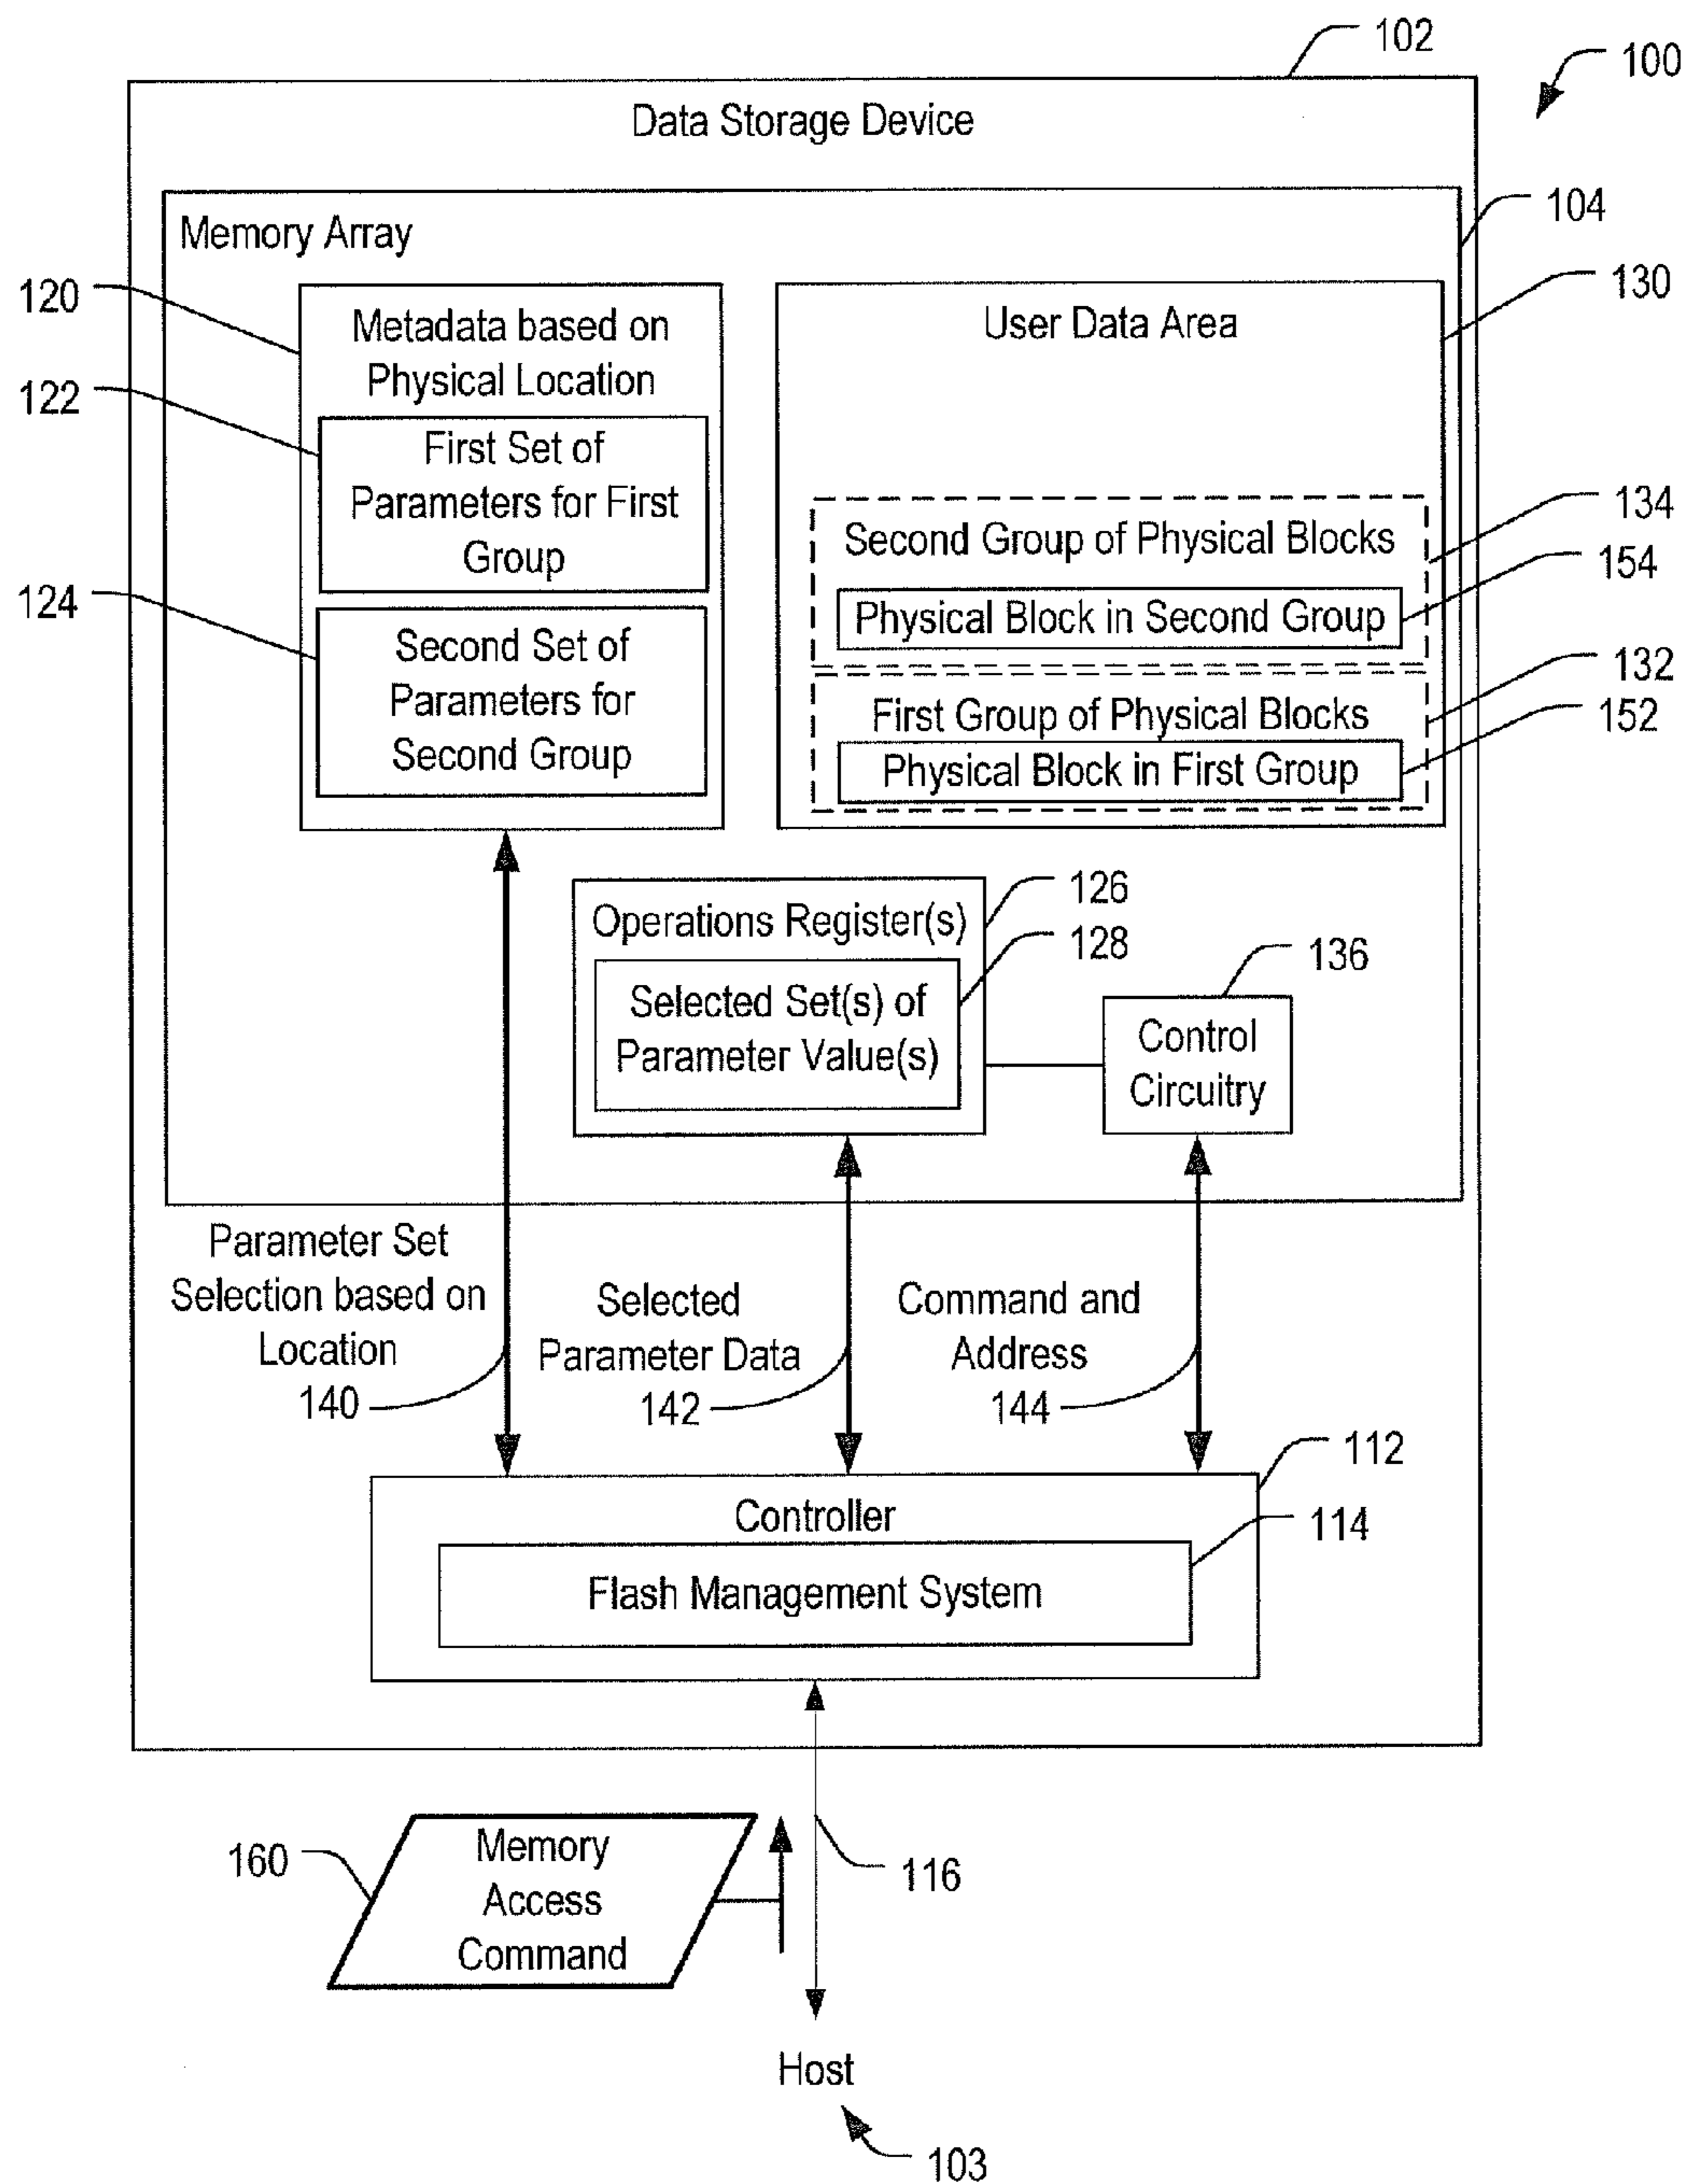 102
100
Data Storage Device
104
Memory Array
130
120
Metadata based on
Physical Location
User Data Area
122
First Set of
Parameters for First
Group
134
Second Group of Physical Blocks
154
Physical Block in Second Group
124
Second Set of
Parameters for
Second Group
132
First Group of Physical Blocks
152
Physical Block in First Group
126
Operations Register(s)
128
Selected Set(s) of
Parameter Value(s)
136
Control
Circuitry
Parameter Set
Selection based on
Location
140
Selected
Parameter Data
142
Command and
Address
144
112
Controller
114
Flash Management System
160
Memory
Access
Command
116
Host
103